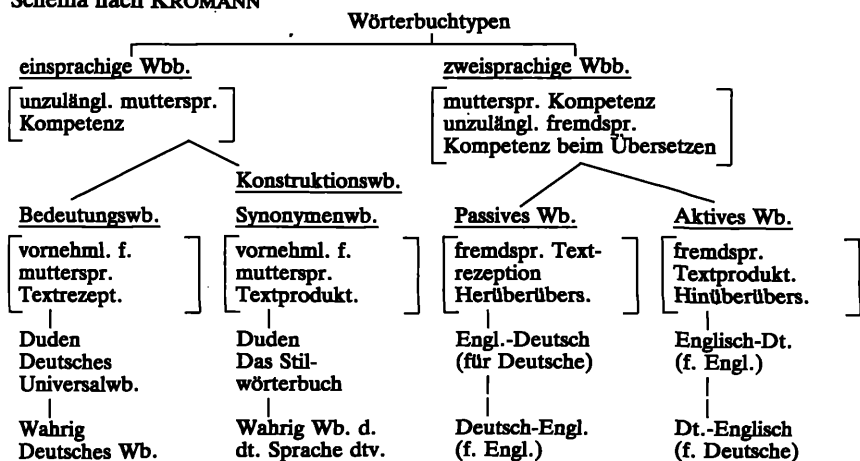 Schema nach KROMANN
Wörterbuchtypen
einsprachige Wbb.
unzulängl. mutterspr.
Kompetenz
zweisprachige Wbb.
mutterspr. Kompetenz
unzulängl. fremdspr.
Kompetenz beim Übersetzen
Konstruktionswb.
Bedeutungswb.
vornehml. f.
mutterspr.
Textrezept.
Duden
Deutsches
Universalwb.
Wahrig
Deutsches Wb.
Synonymenwb.
vornehml. f.
mutterspr.
Textprodukt.
Duden
Das Stil-
wörterbuch
Wahrig Wb. d.
dt. Sprache dtv.
Passives Wb.
fremdspr. Text-
rezeption
Herüberübers.
Engl.-Deutsch
(für Deutsche)
Deutsch-Engl.
(f. Engl.)
Aktives Wb.
fremdspr.
Textprodukt.
Hinüberübers.
Englisch-Dt.
(f. Engl.)
Dt.-Englisch
(f. Deutsche)